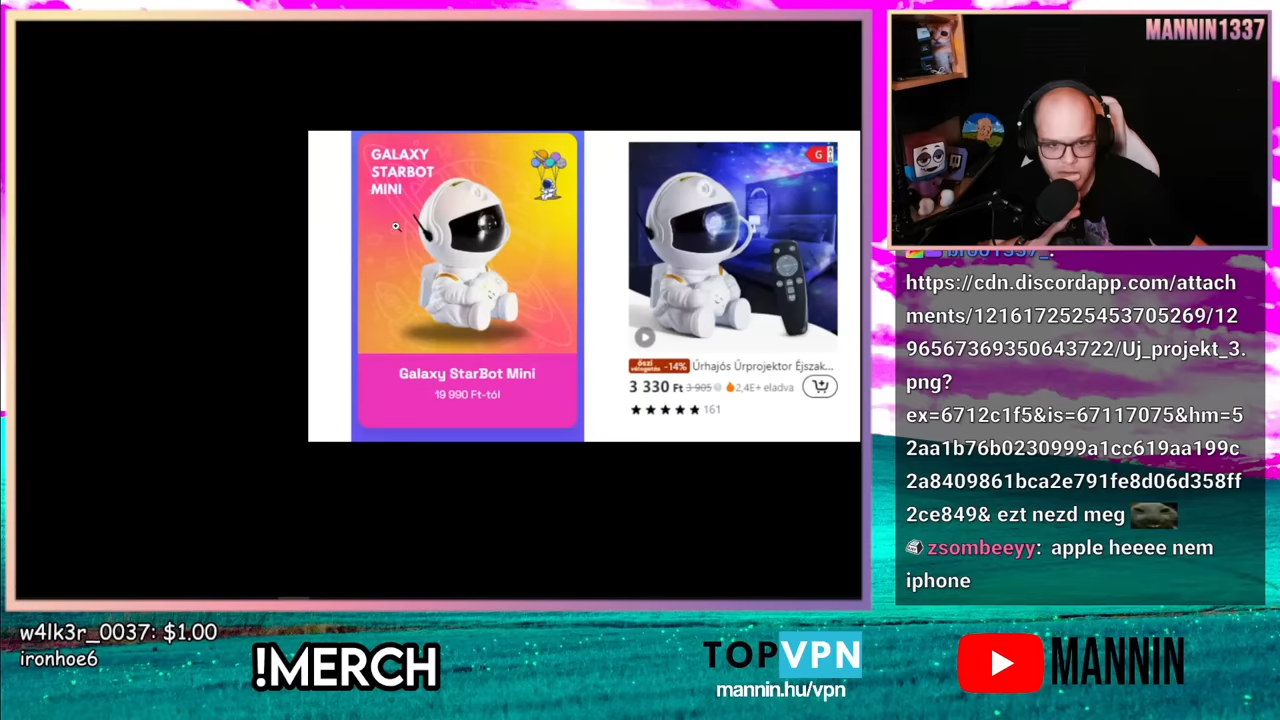 MANNIN1337
GALAXY
STARBOT
MINI
Galaxy StarBot Mini
19 990 Ft-tól
G
őszi
válogatás -14% Űrhajós Űrprojektor Éjszak...
3 330 Ft 3 905 2,4E+ eladva
161
https://cdn.discordapp.com/attach
ments/1216172525453705269/12
96567369350643722/Uj_projekt_3.
png?
ex=6712c1f5&is=67117075&hm=5
2aa1b76b0230999a1cc619aa199c
2a8409861bca2e791fe8d06d358ff
2ce849& ezt nezd meg
zsombeeyy: apple heeee nem
iphone
w4lk3r_0037: $1.00
ironhoe6
!MERCH
TOPVPN
mannin.hu/vpn
MANNIN